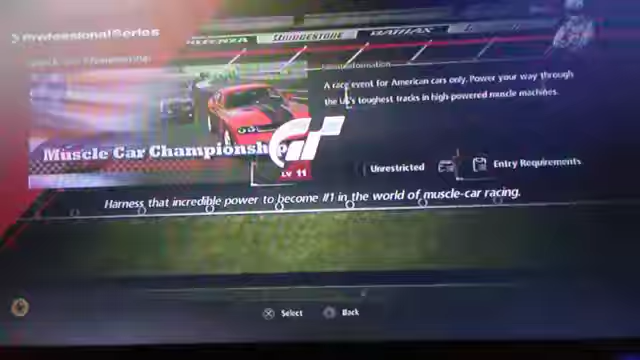 Professional Series
BRIDGESTONE
A race event for American cars only. Power your way through
the US's toughest tracks in high-powered muscle machines.
Muscle Car Championship
LV 11
Unrestricted
Entry Requirements
Harness that incredible power to become #1 in the world of muscle-car racing.
Select
Back